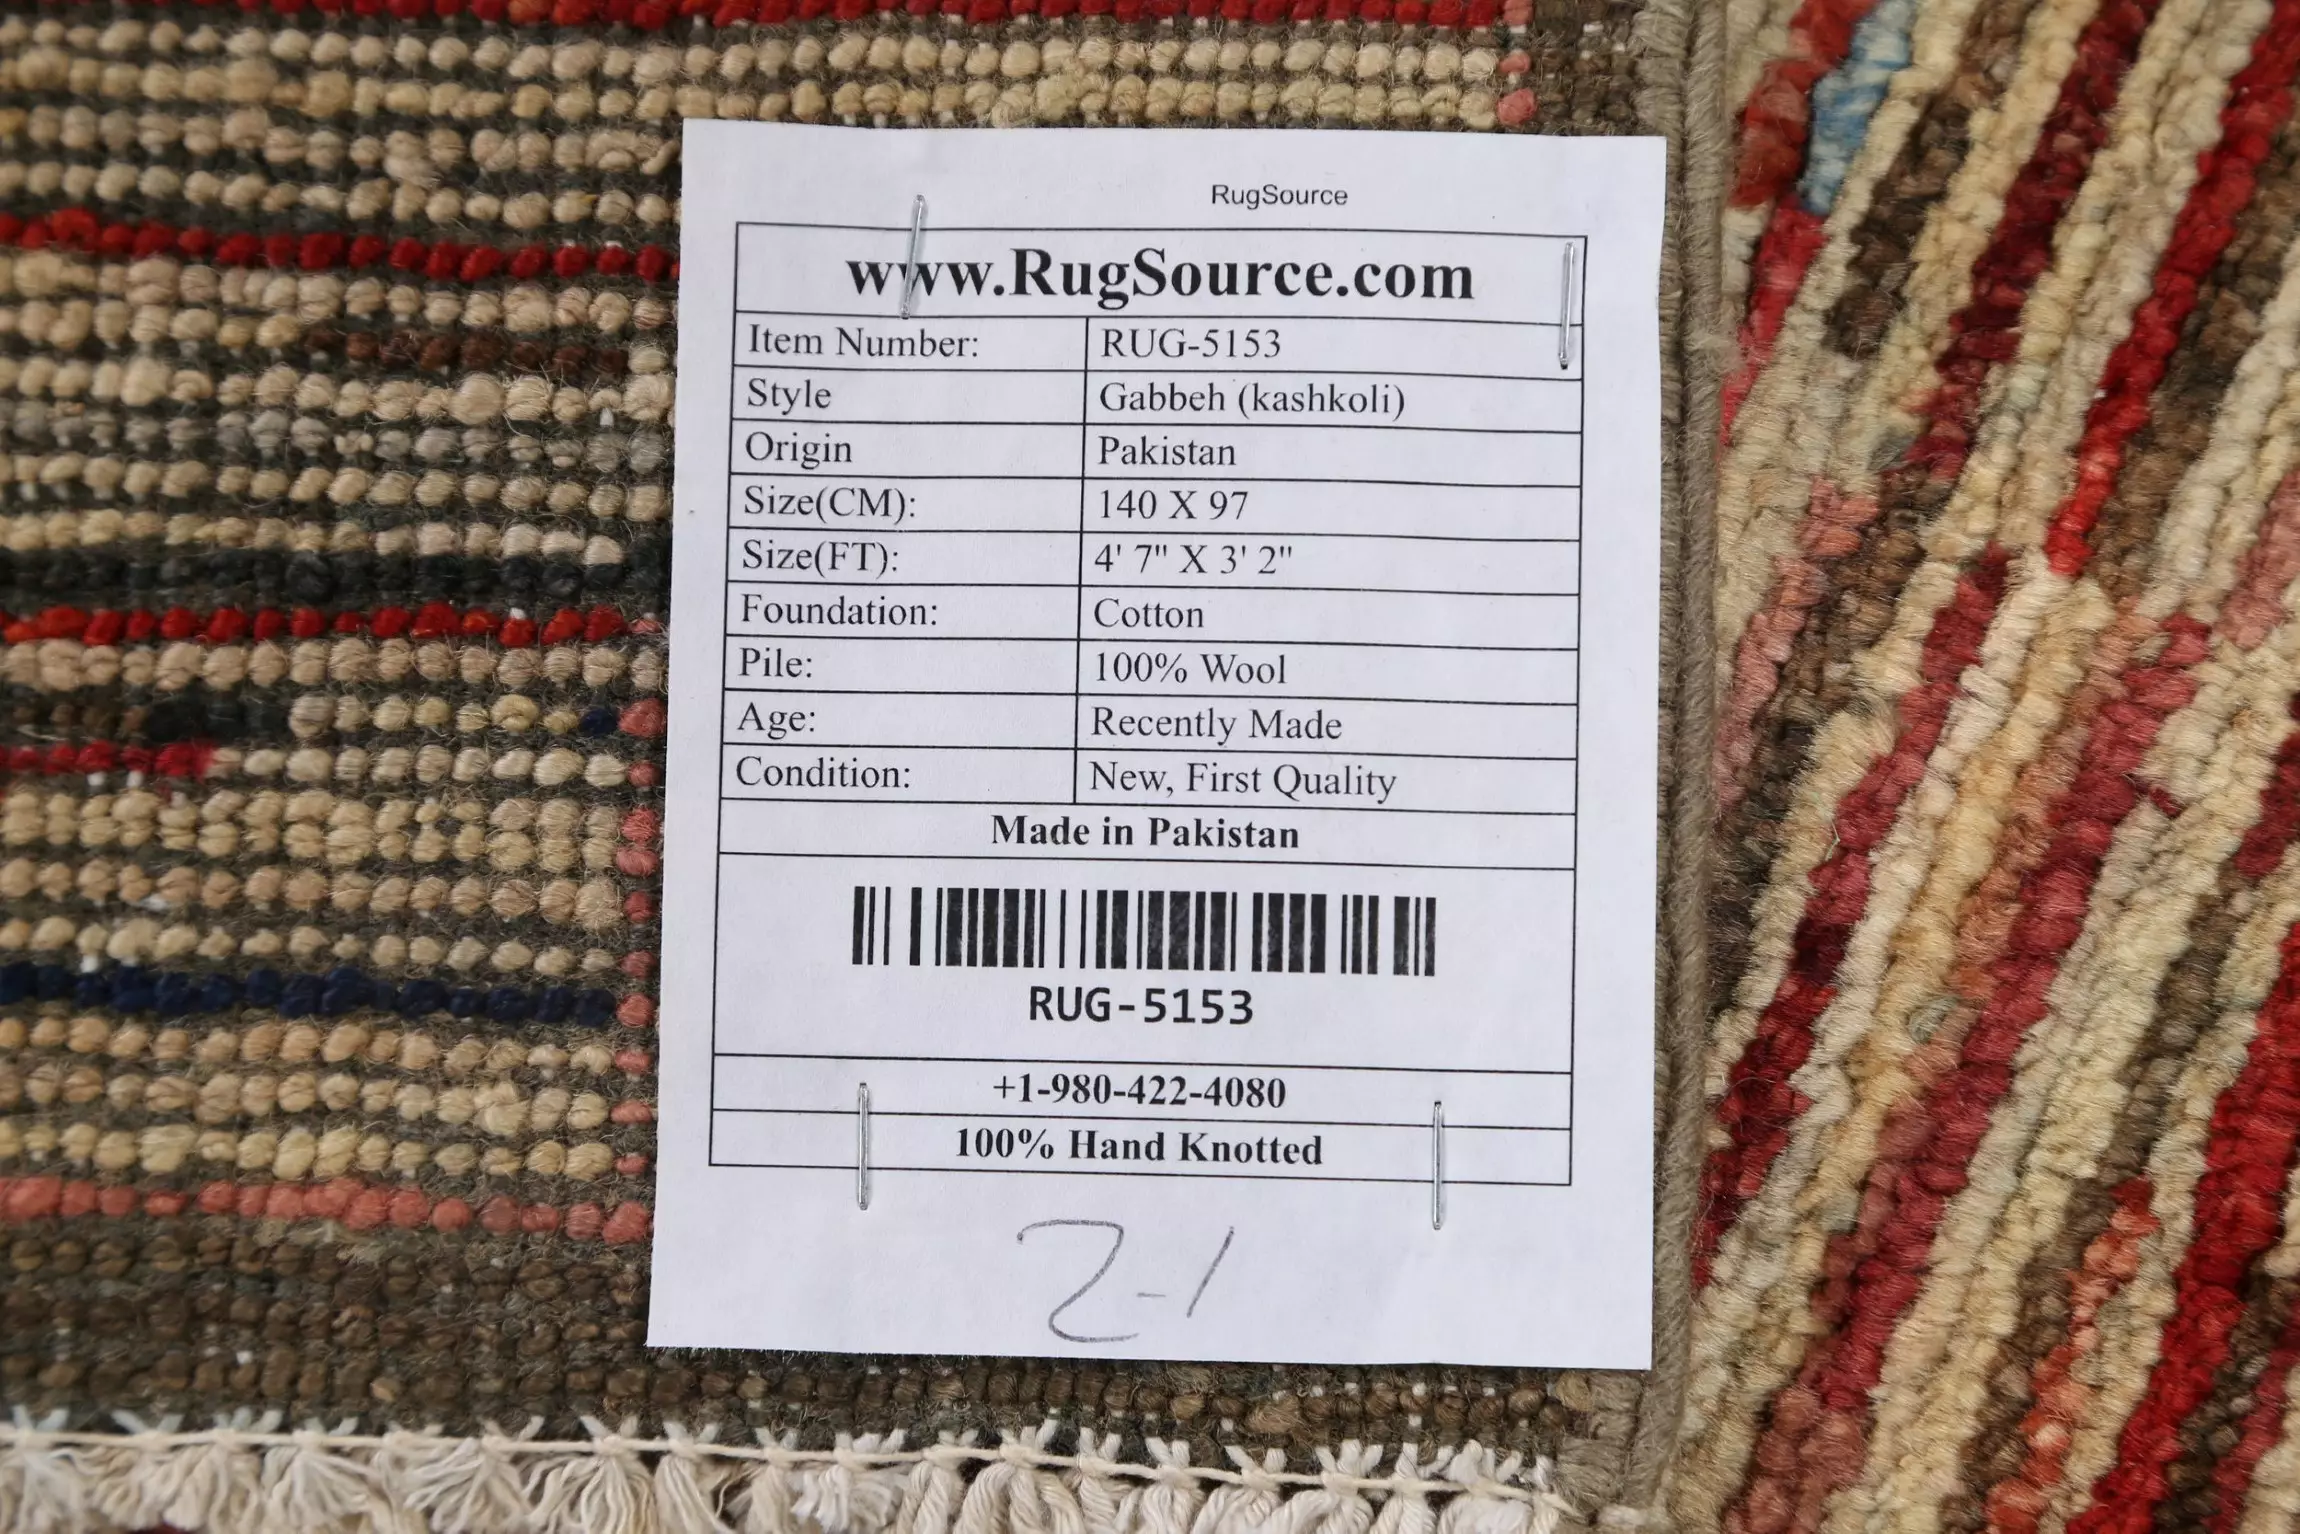 RugSource
www.RugSource.com
Item Number: RUG-5153
Style Gabbeh (kashkoli)
Origin Pakistan
Size(CM): 140 X 97
Size(FT): 4' 7" X 3' 2"
Foundation: Cotton
Pile: 100% Wool
Age: Recently Made
Condition: New, First Quality
Made in Pakistan
RUG-5153
+1-980-422-4080
100% Hand Knotted
2-1